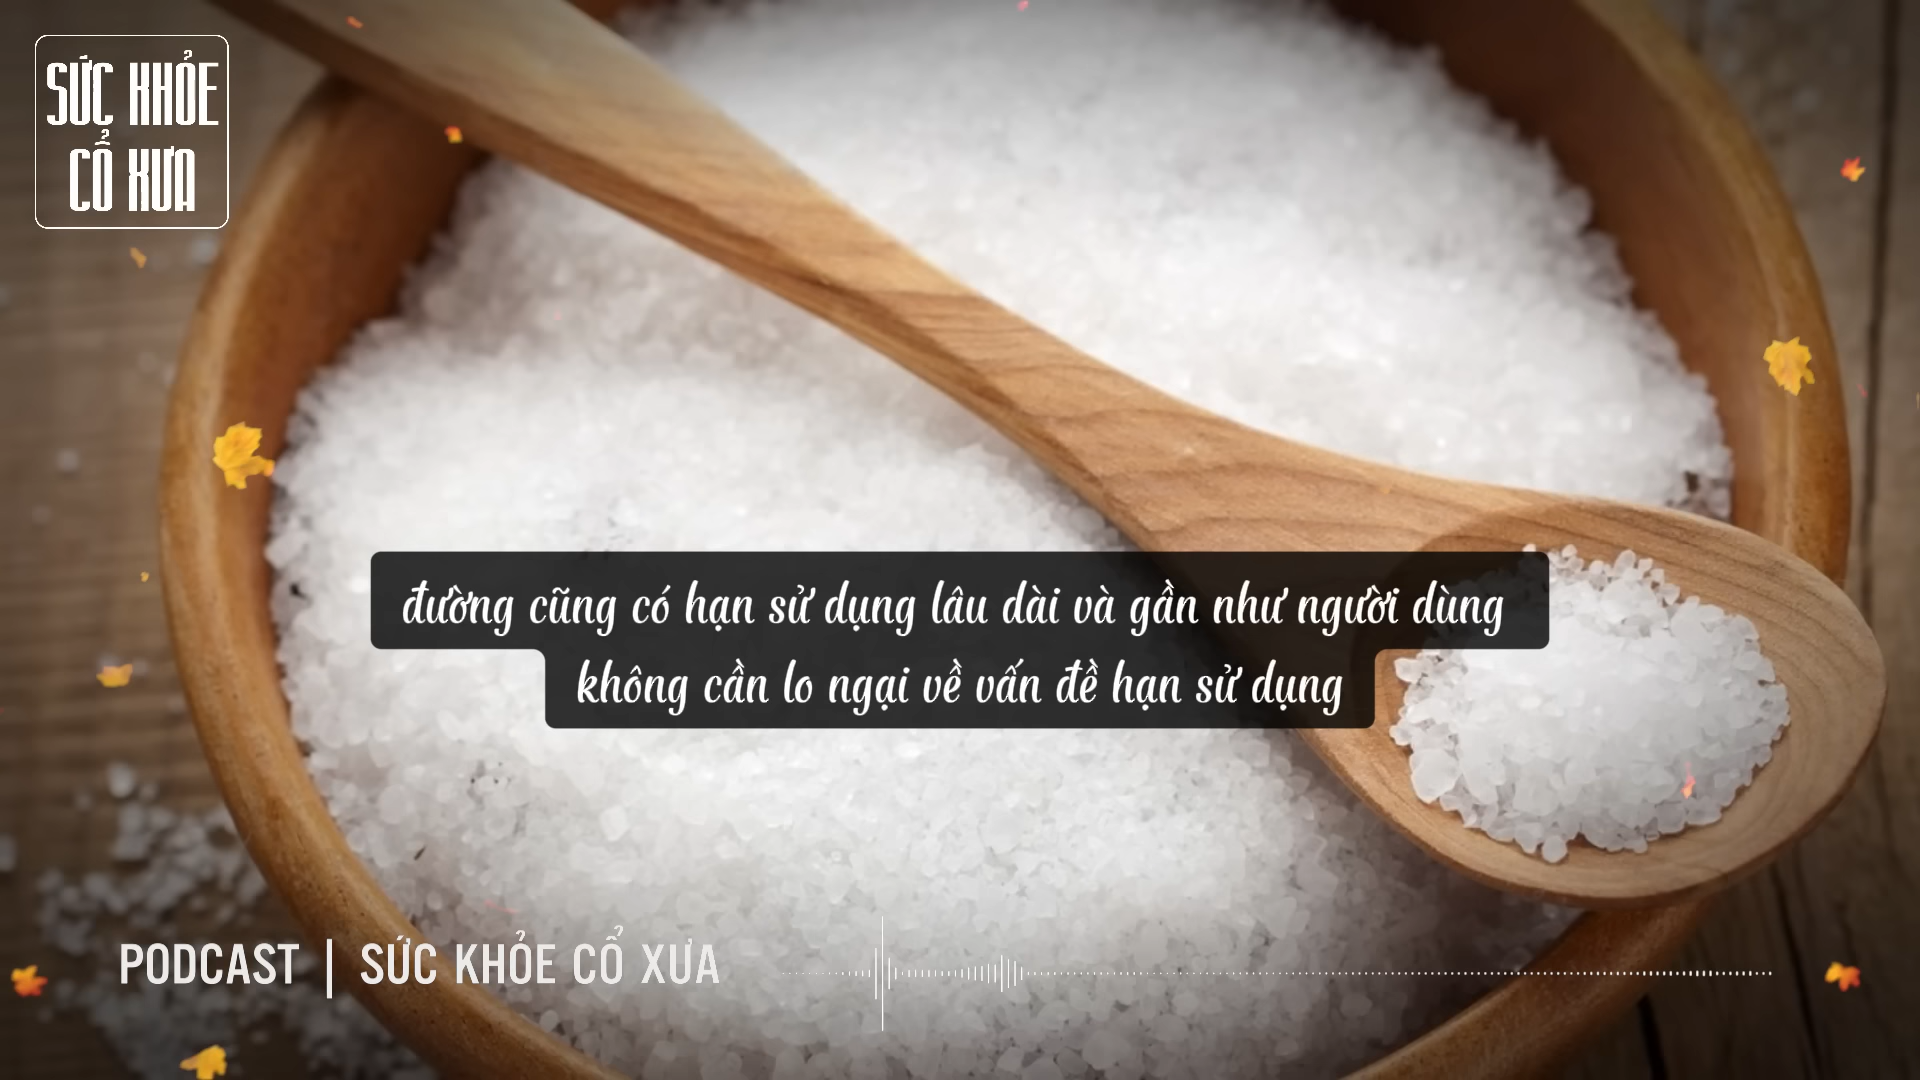 SỨC KHỎE
CỔ XƯA
đường cũng có hạn sử dụng lâu dài và gần như người dùng
không cần lo ngại về vấn đề hạn sử dụng
PODCAST | SỨC KHỎE CỔ XƯA